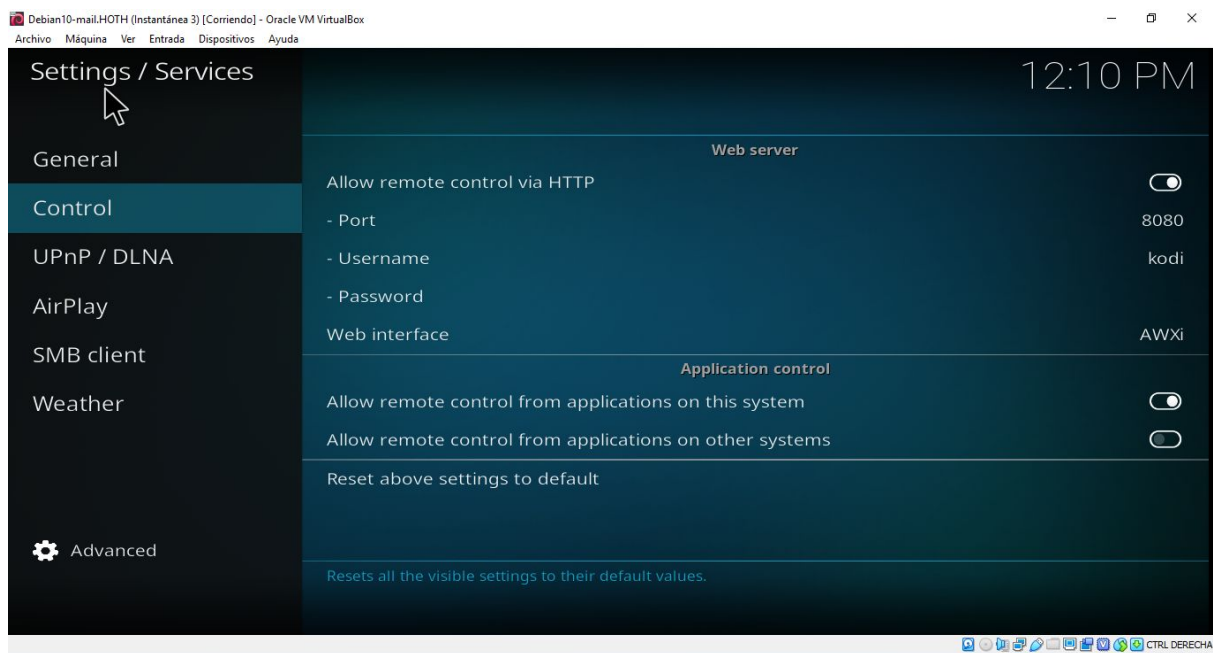 Debian10-mail.HOTH (Instantánea 3) [Corriendo] - Oracle VM VirtualBox
Archivo Máquina Ver Entrada Dispositivos Ayuda
Settings / Services
12:10 PM
General
Control
UPnP / DLNA
AirPlay
SMB client
Weather
Advanced
Web server
Allow remote control via HTTP
- Port 8080
- Username kodi
- Password
Web interface AWXi
Application control
Allow remote control from applications on this system
Allow remote control from applications on other systems
Reset above settings to default
Resets all the visible settings to their default values.
CTRL DERECHA